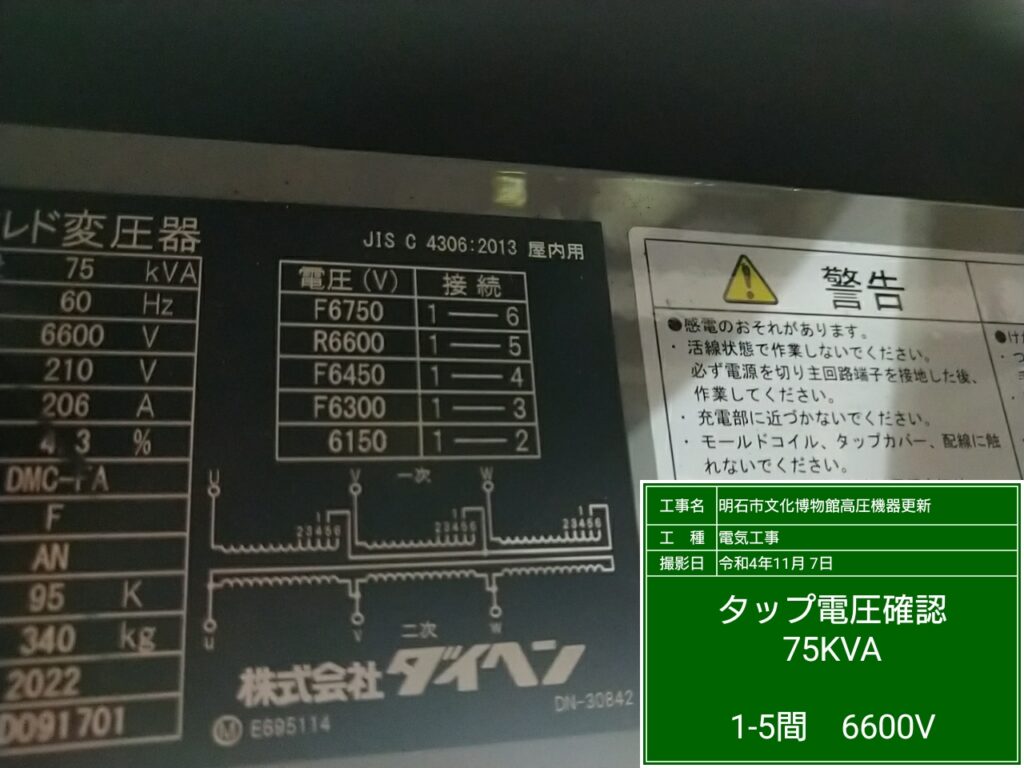 ルド変圧器
JIS C 4306:2013 屋内用
75 kVA
60 Hz
6600 V
210 V
206 A
%
DMC-FA
F
AN
95 K
340 kg
2022
D091701
電圧(V) 接続
F6750 1 — 6
R6600 1 — 5
F6450 1 — 4
F6300 1 — 3
6150 1 — 2
U V 一次 W
1 23456
1 23456
1 23456
u v 二次 w
株式会社ダイヘン
DN-30842
M E695114
警告
●感電のおそれがあります。
・活線状態で作業しないでください。
必ず電源を切り主回路端子を接地した後、
作業してください。
・充電部に近づかないでください。
・モールドコイル、タップカバー、配線に触
れないでください。
●けが
工事名 明石市文化博物館高圧機器更新
工 種 電気工事
撮影日 令和4年11月 7日
タップ電圧確認
75KVA
1-5間 6600V